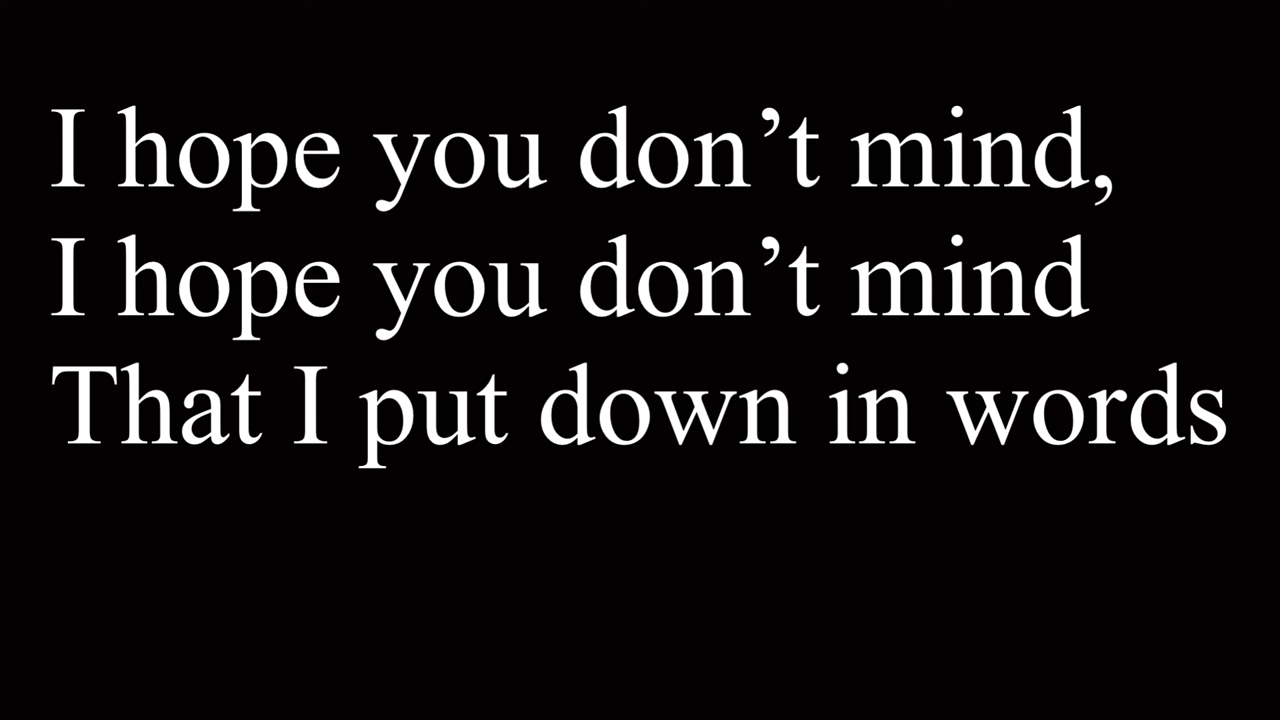 I hope you don’t mind,
I hope you don’t mind
That I put down in words